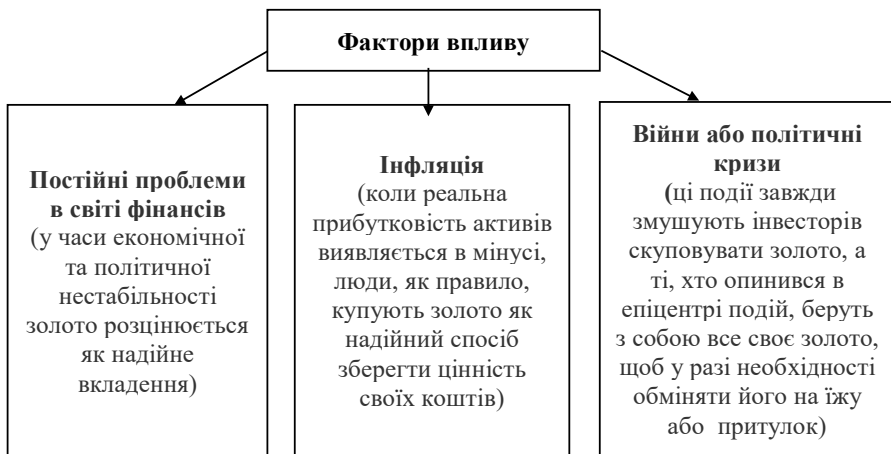 Фактори впливу
Постійні проблеми
в світі фінансів
(у часи економічної
та політичної
нестабільності
золото розцінюється
як надійне
вкладення)
Інфляція
(коли реальна
прибутковість активів
виявляється в мінусі,
люди, як правило,
купують золото як
надійний спосіб
зберегти цінність
своїх коштів)
Війни або політичні
кризи
(ці події завжди
змушують інвесторів
скуповувати золото, а
ті, хто опинився в
епіцентрі подій, беруть
з собою все своє золото,
щоб у разі необхідності
обміняти його на їжу
або притулок)